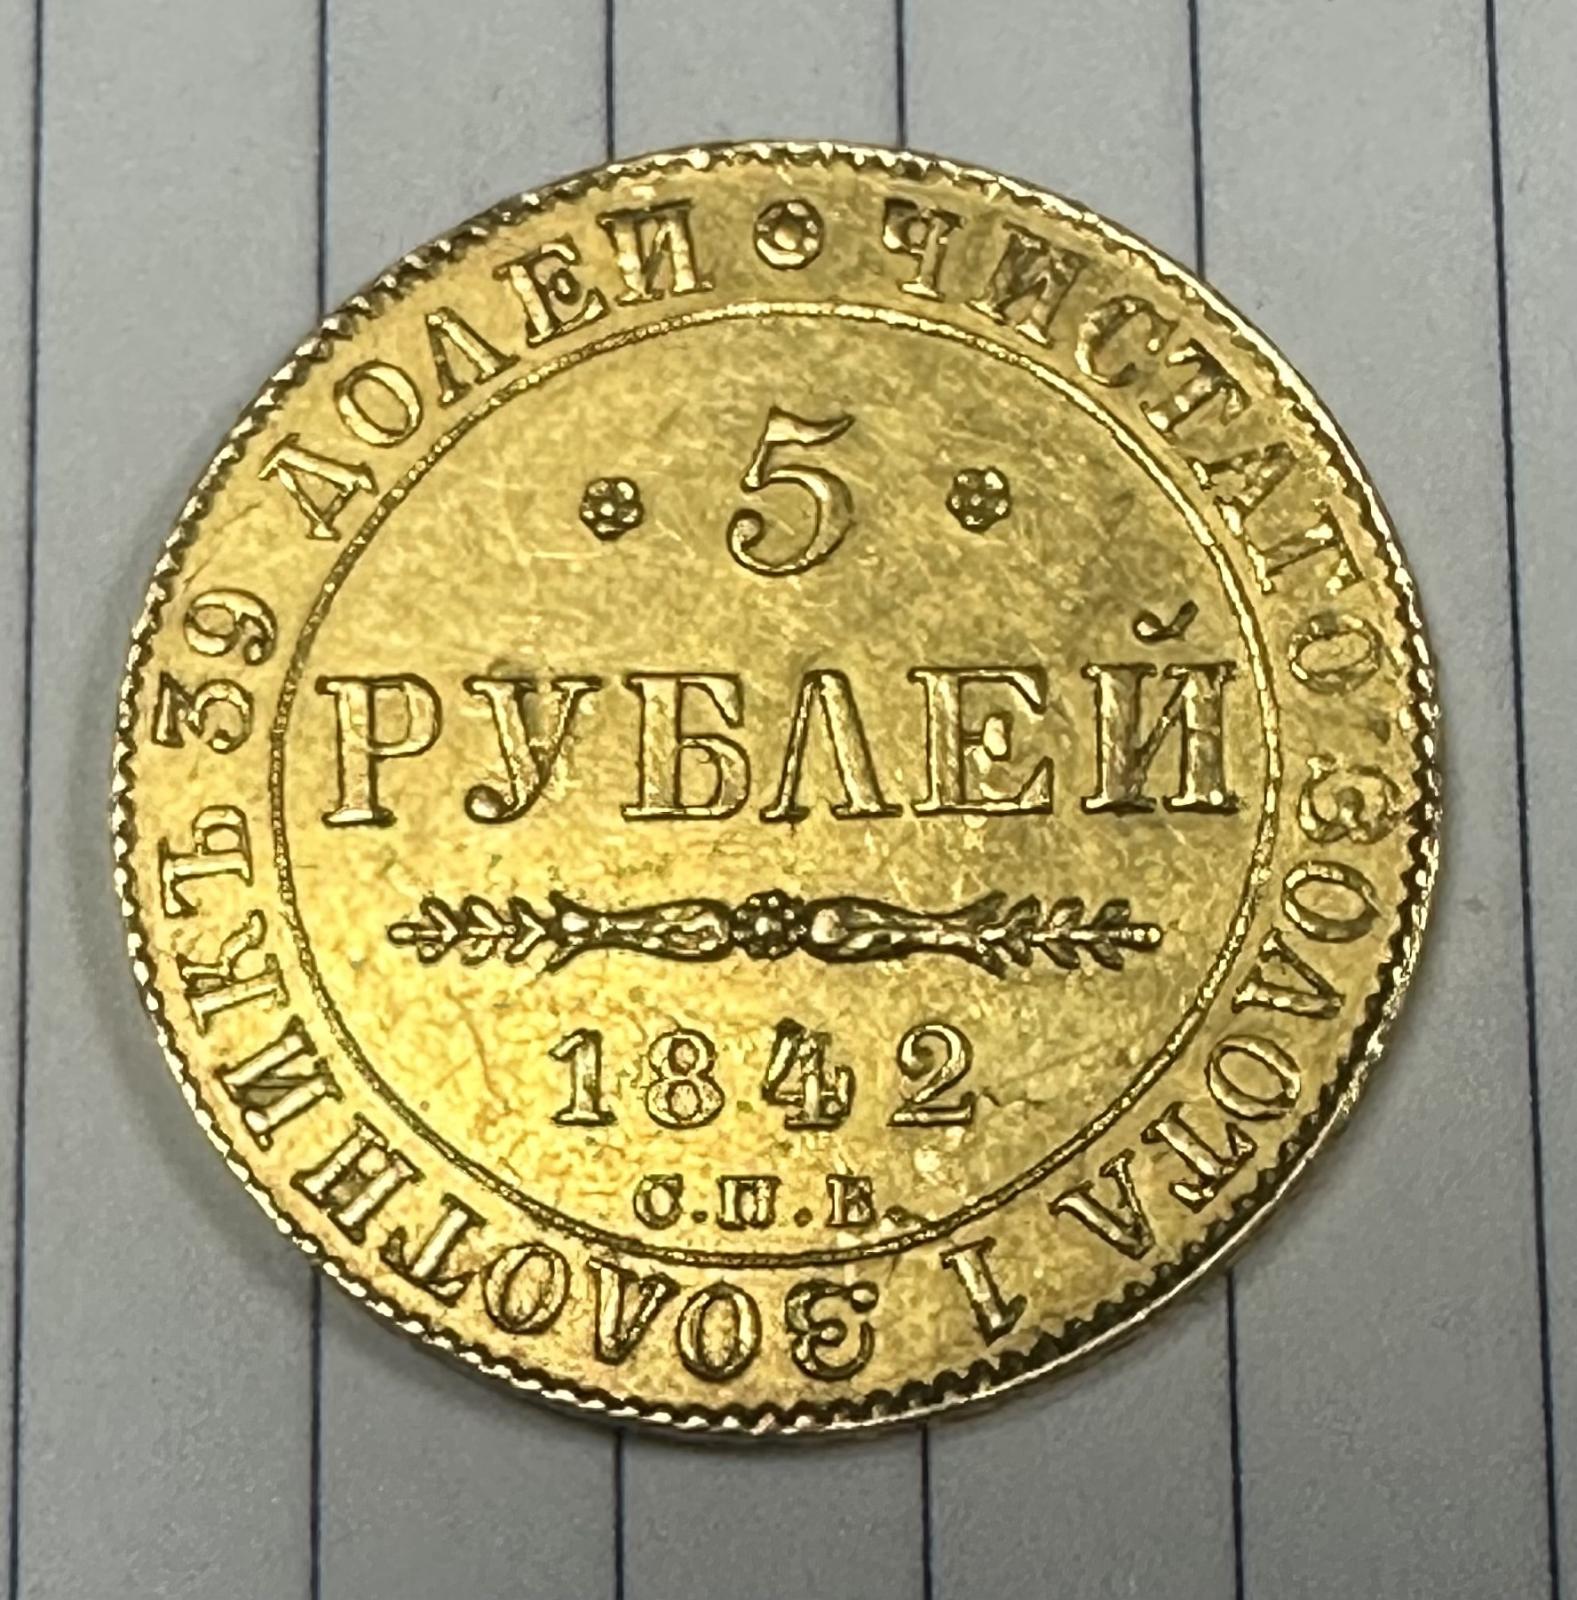 ЧИСТАГО ЗОЛОТА 1 ЗОЛОТНИКЪ 39 ДОЛЕЙ
5
РУБЛЕЙ
1842
С.П.Б.